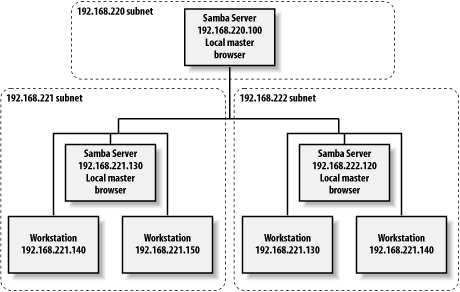 192.168.220 subnet
Samba Server
192.168.220.100
Local master
browser
192.168.221 subnet
192.168.222 subnet
Samba Server
192.168.221.130
Local master
browser
Samba Server
192.168.222.120
Local master
browser
Workstation
192.168.221.140
Workstation
192.168.221.150
Workstation
192.168.221.130
Workstation
192.168.221.140